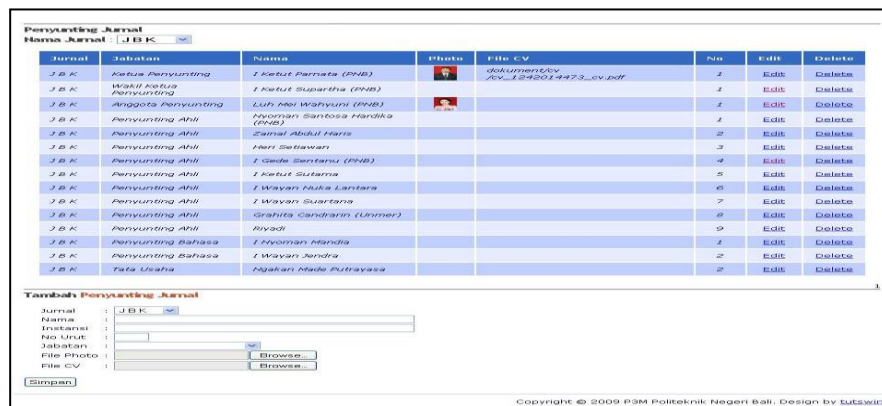 Penyunting Jurnal
Nama Jurnal : J B K
Jurnal Jabatan Nama Photo File CV No Edit Delete
J B K Ketua Penyunting I Ketut Parnata (PNB) dokument/cv /cv_1242014473_cv.pdf 1 Edit Delete
J B K Wakil Ketua Penyunting I Ketut Supartha (PNB) 1 Edit Delete
J B K Anggota Penyunting Luh Mei Wahyuni (PNB) 1 Edit Delete
J B K Penyunting Ahli Nyoman Santosa Hardika (PNB) 1 Edit Delete
J B K Penyunting Ahli Zainal Abdul Haris 2 Edit Delete
J B K Penyunting Ahli Heri Setiawan 3 Edit Delete
J B K Penyunting Ahli I Gede Sentanu (PNB) 4 Edit Delete
J B K Penyunting Ahli I Ketut Sutama 5 Edit Delete
J B K Penyunting Ahli I Wayan Nuka Lantara 6 Edit Delete
J B K Penyunting Ahli I Wayan Suartana 7 Edit Delete
J B K Penyunting Ahli Grahita Candrarin (Unmer) 8 Edit Delete
J B K Penyunting Ahli Riyadi 9 Edit Delete
J B K Penyunting Bahasa I Nyoman Mandia 1 Edit Delete
J B K Penyunting Bahasa I Wayan Jendra 2 Edit Delete
J B K Tata Usaha Ngakan Made Putrayasa 2 Edit Delete
1
Tambah Penyunting Jurnal
Jurnal : J B K
Nama :
Instansi :
No Urut :
Jabatan :
File Photo : Browse...
File CV : Browse...
Simpan
Copyright © 2009 P3M Politeknik Negeri Bali. Design by tutswin